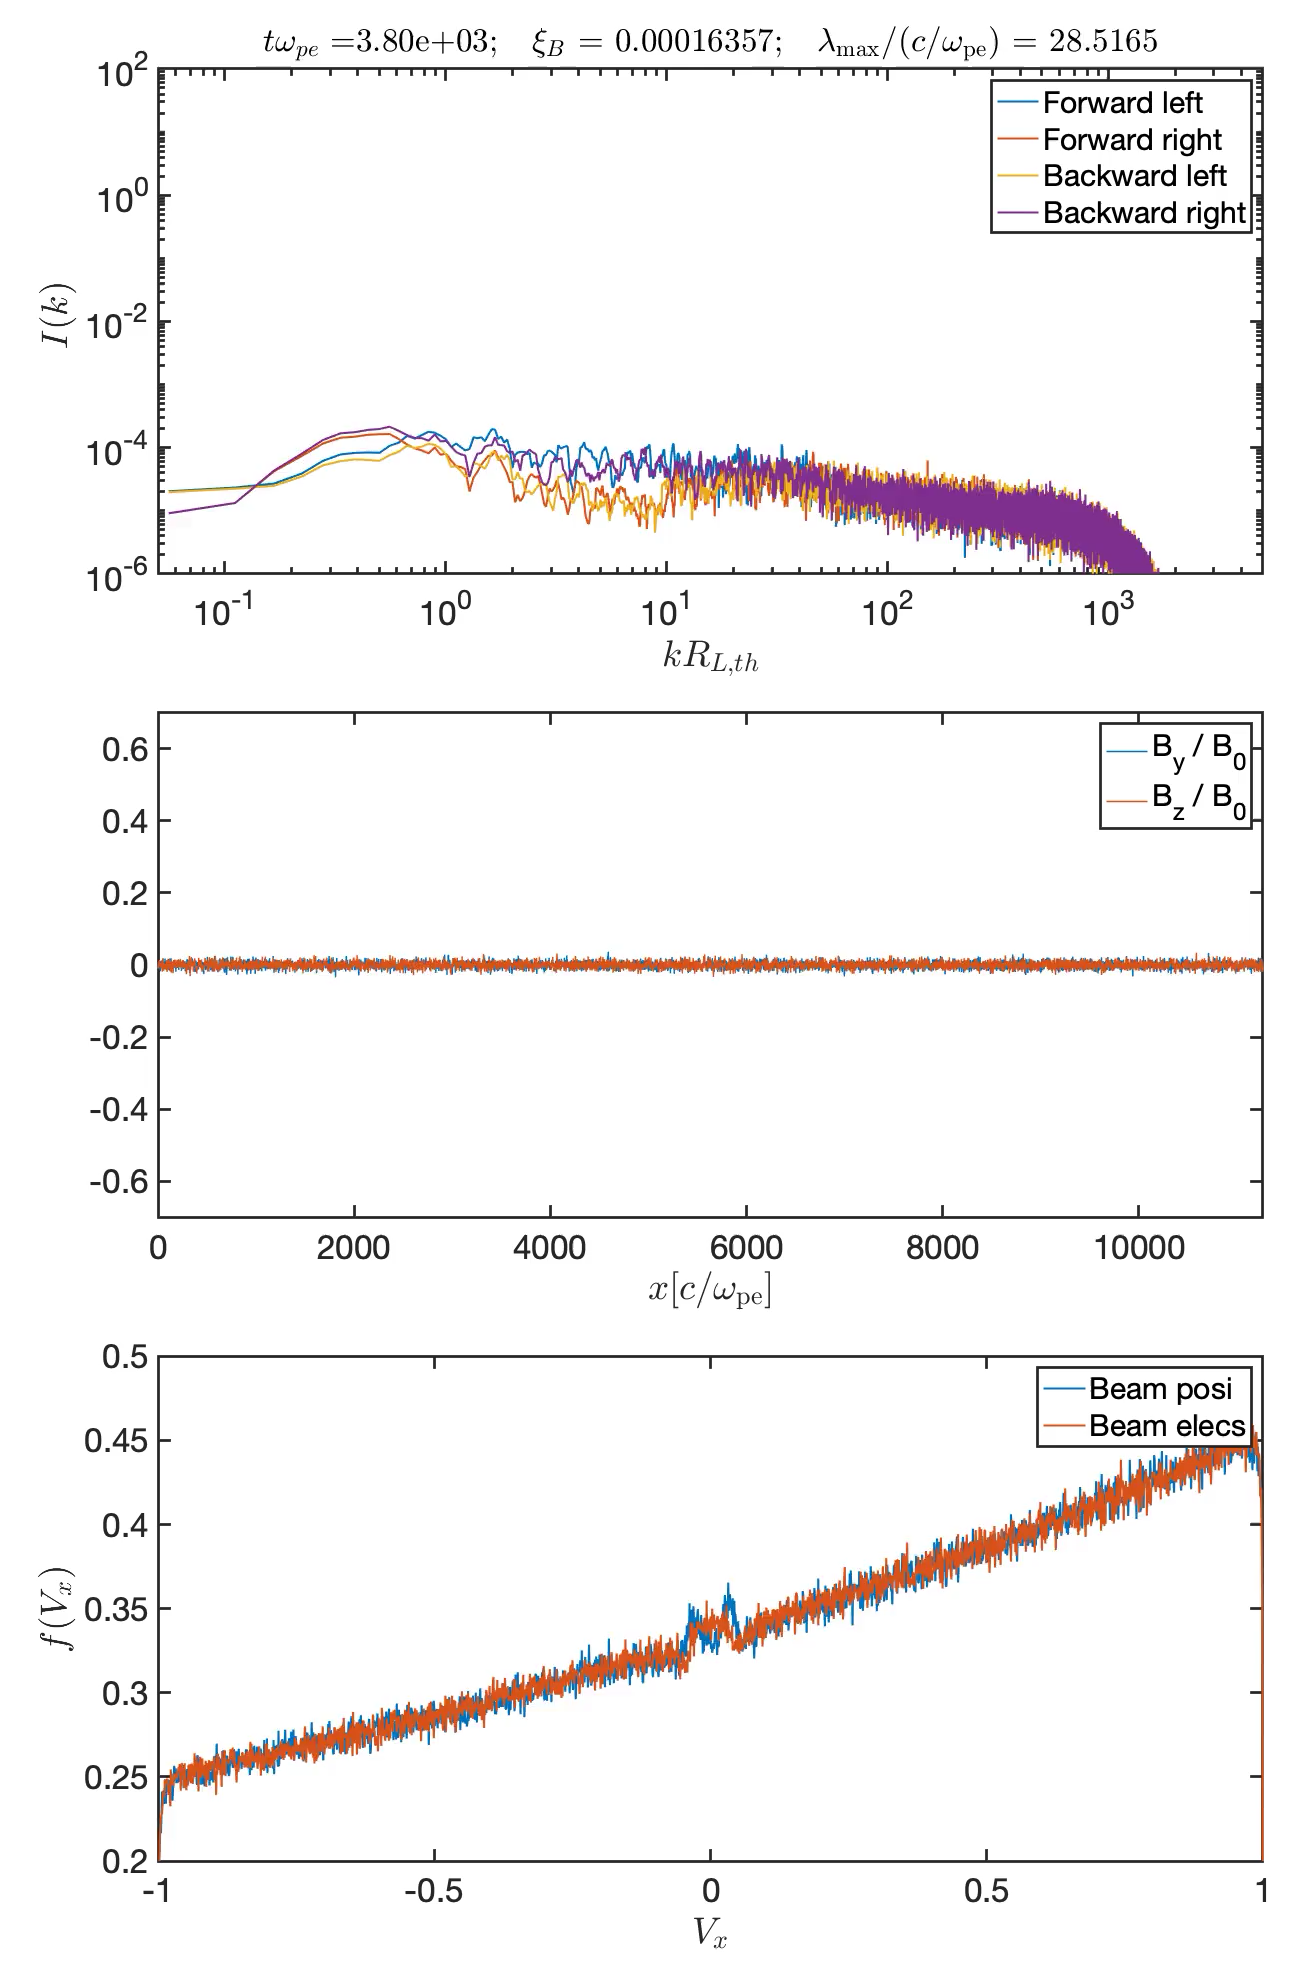 tω_pe =3.80e+03; ξ_B = 0.00016357; λ_max/(c/ω_pe) = 28.5165
10^2
10^0
10^-2
10^-4
10^-6
I(k)
Forward left
Forward right
Backward left
Backward right
10^-1 10^0 10^1 10^2 10^3
kR_L,th
0.6
0.4
0.2
0
-0.2
-0.4
-0.6
B_y / B_0
B_z / B_0
0 2000 4000 6000 8000 10000
x[c/ω_pe]
0.5
0.45
0.4
0.35
0.3
0.25
0.2
f(V_x)
Beam posi
Beam elecs
-1 -0.5 0 0.5 1
V_x